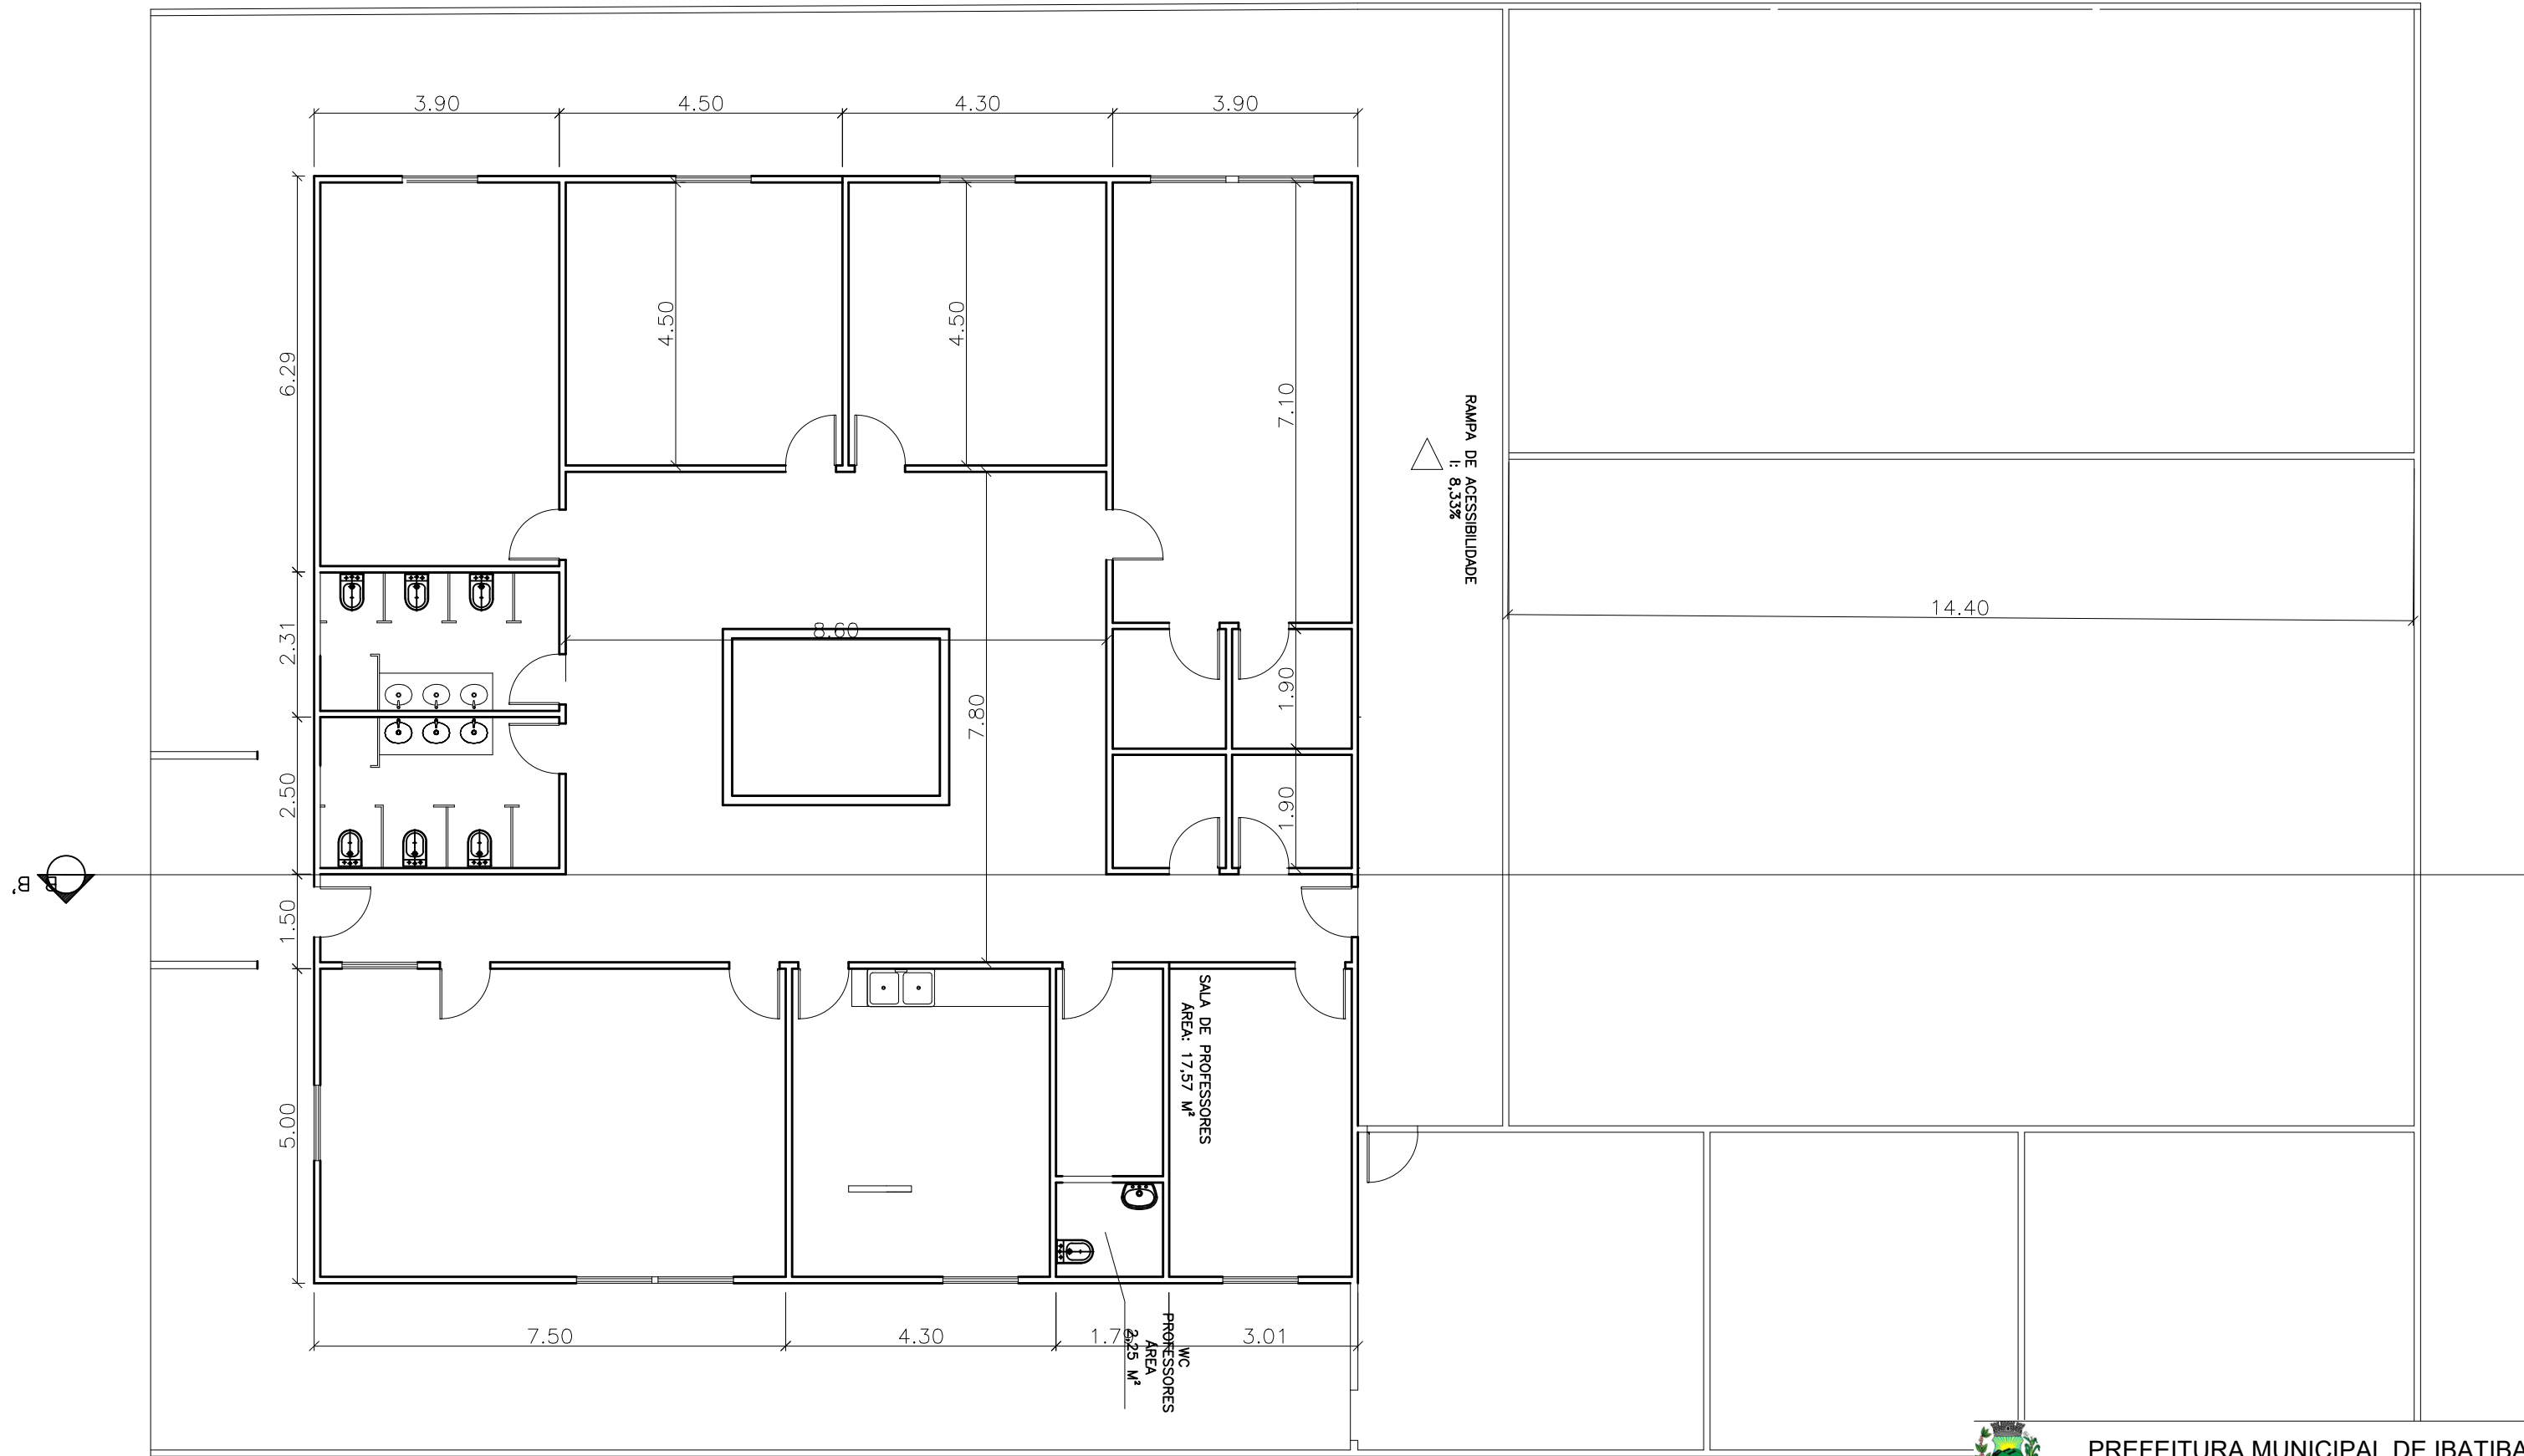 3.90
4.50
4.30
3.90
4.50
4.50
6.29
7.10
RAMPA DE ACESSIBILIDADE
I: 8,33%
14.40
8.60
2.31
1.90
7.80
2.50
1.90
B B'
1.50
SALA DE PROFESSORES
ÁREA: 17,57 M²
5.00
7.50
4.30
3.01
WC
PROFESSORES
ÁREA
PREFEITURA MUNICIPAL DE IBATIBA